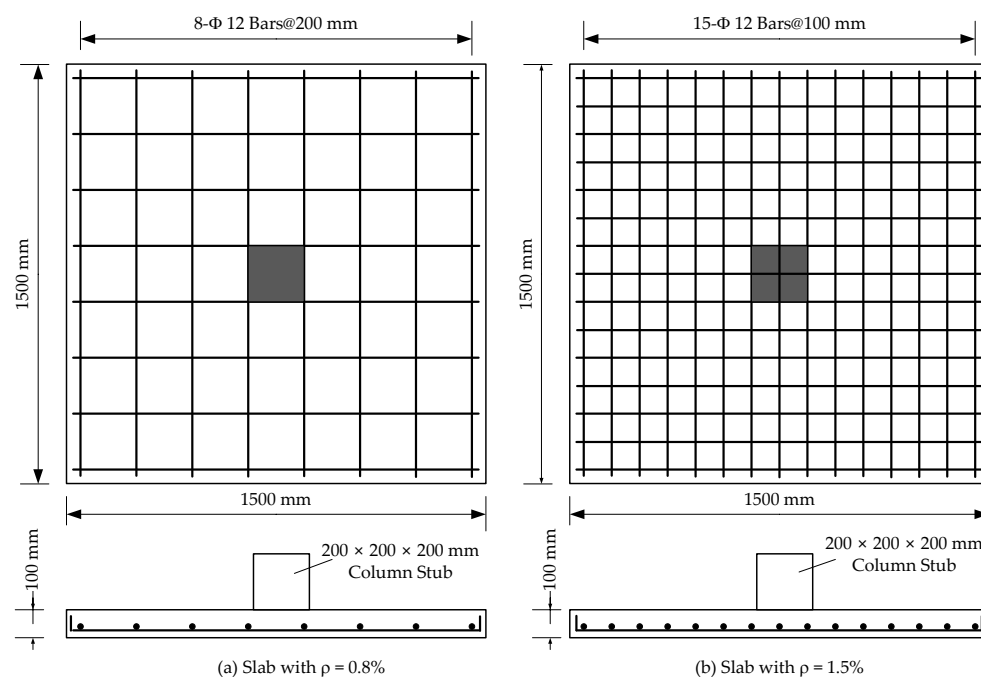 8-Φ 12 Bars@200 mm
1500 mm
1500 mm
200 × 200 × 200 mm
Column Stub
100 mm
(a) Slab with ρ = 0.8%
15-Φ 12 Bars@100 mm
1500 mm
1500 mm
200 × 200 × 200 mm
Column Stub
100 mm
(b) Slab with ρ = 1.5%